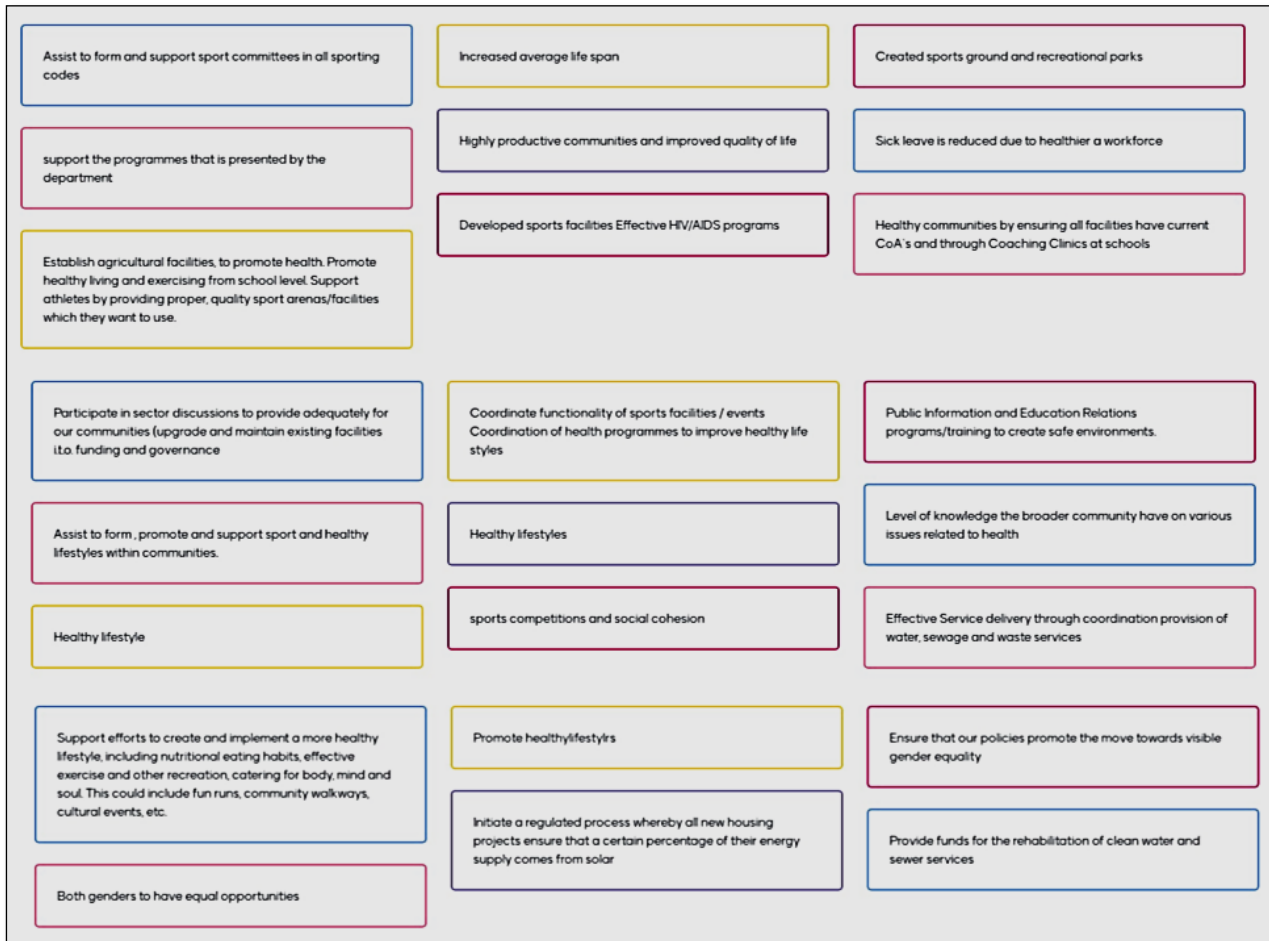 Assist to form and support sport committees in all sporting
codes
support the programmes that is presented by the
department
Establish agricultural facilities, to promote health. Promote
healthy living and exercising from school level. Support
athletes by providing proper, quality sport arenas/facilities
which they want to use.
Increased average life span
Highly productive communities and improved quality of life
Developed sports facilities Effective HIV/AIDS programs
Created sports ground and recreational parks
Sick leave is reduced due to healthier a workforce
Healthy communities by ensuring all facilities have current
CoA's and through Coaching Clinics at schools
Participate in sector discussions to provide adequately for
our communities (upgrade and maintain existing facilities
i.t.o. funding and governance
Assist to form , promote and support sport and healthy
lifestyles within communities.
Healthy lifestyle
Coordinate functionality of sports facilities / events
Coordination of health programmes to improve healthy life
styles
Healthy lifestyles
sports competitions and social cohesion
Public Information and Education Relations
programs/training to create safe environments.
Level of knowledge the broader community have on various
issues related to health
Effective Service delivery through coordination provision of
water, sewage and waste services
Support efforts to create and implement a more healthy
lifestyle, including nutritional eating habits, effective
exercise and other recreation, catering for body, mind and
soul. This could include fun runs, community walkways,
cultural events, etc.
Both genders to have equal opportunities
Promote healthylifestylrs
Initiate a regulated process whereby all new housing
projects ensure that a certain percentage of their energy
supply comes from solar
Ensure that our policies promote the move towards visible
gender equality
Provide funds for the rehabilitation of clean water and
sewer services